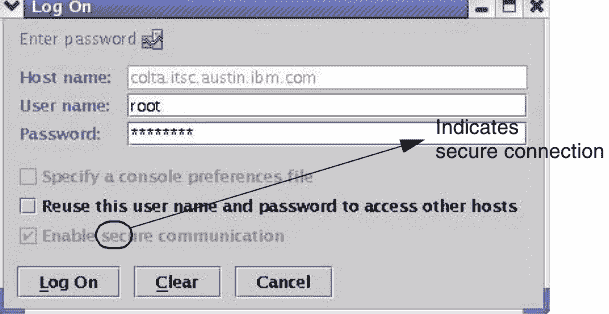 Log On
Enter password
Host name: colta.itsc.austin.ibm.com
User name: root
Password: ********
Indicates
secure connection
Specify a console preferences file
Reuse this user name and password to access other hosts
Enable secure communication
Log On Clear Cancel